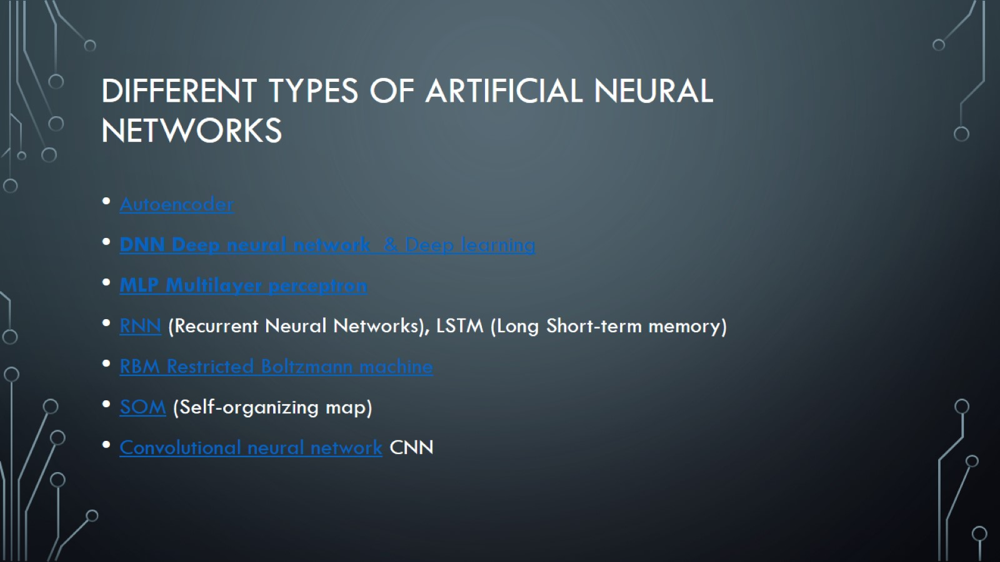 DIFFERENT TYPES OF ARTIFICIAL NEURAL
NETWORKS
• Autoencoder
• DNN Deep neural network & Deep learning
• MLP Multilayer perceptron
• RNN (Recurrent Neural Networks), LSTM (Long Short-term memory)
• RBM Restricted Boltzmann machine
• SOM (Self-organizing map)
• Convolutional neural network CNN